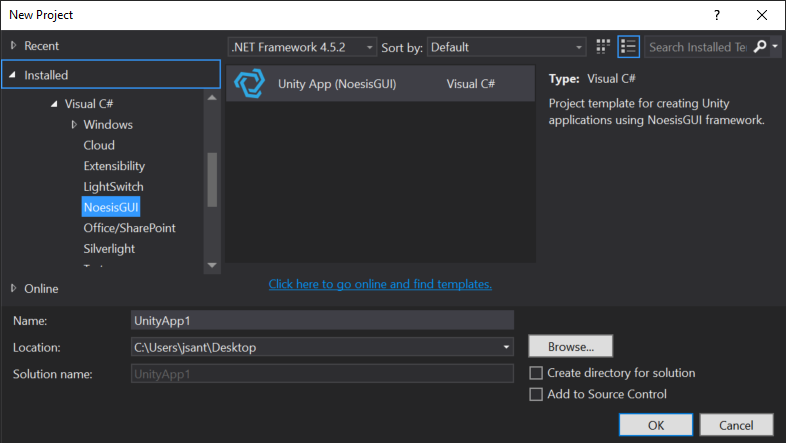 New Project
Recent
.NET Framework 4.5.2 Sort by: Default Search Installed Te
Installed
Visual C#
Windows
Cloud
Extensibility
LightSwitch
NoesisGUI
Office/SharePoint
Silverlight
Online
Unity App (NoesisGUI) Visual C#
Type: Visual C#
Project template for creating Unity
applications using NoesisGUI framework.
Click here to go online and find templates.
Name: UnityApp1
Location: C:\Users\jsant\Desktop Browse...
Solution name: UnityApp1
Create directory for solution
Add to Source Control
OK Cancel